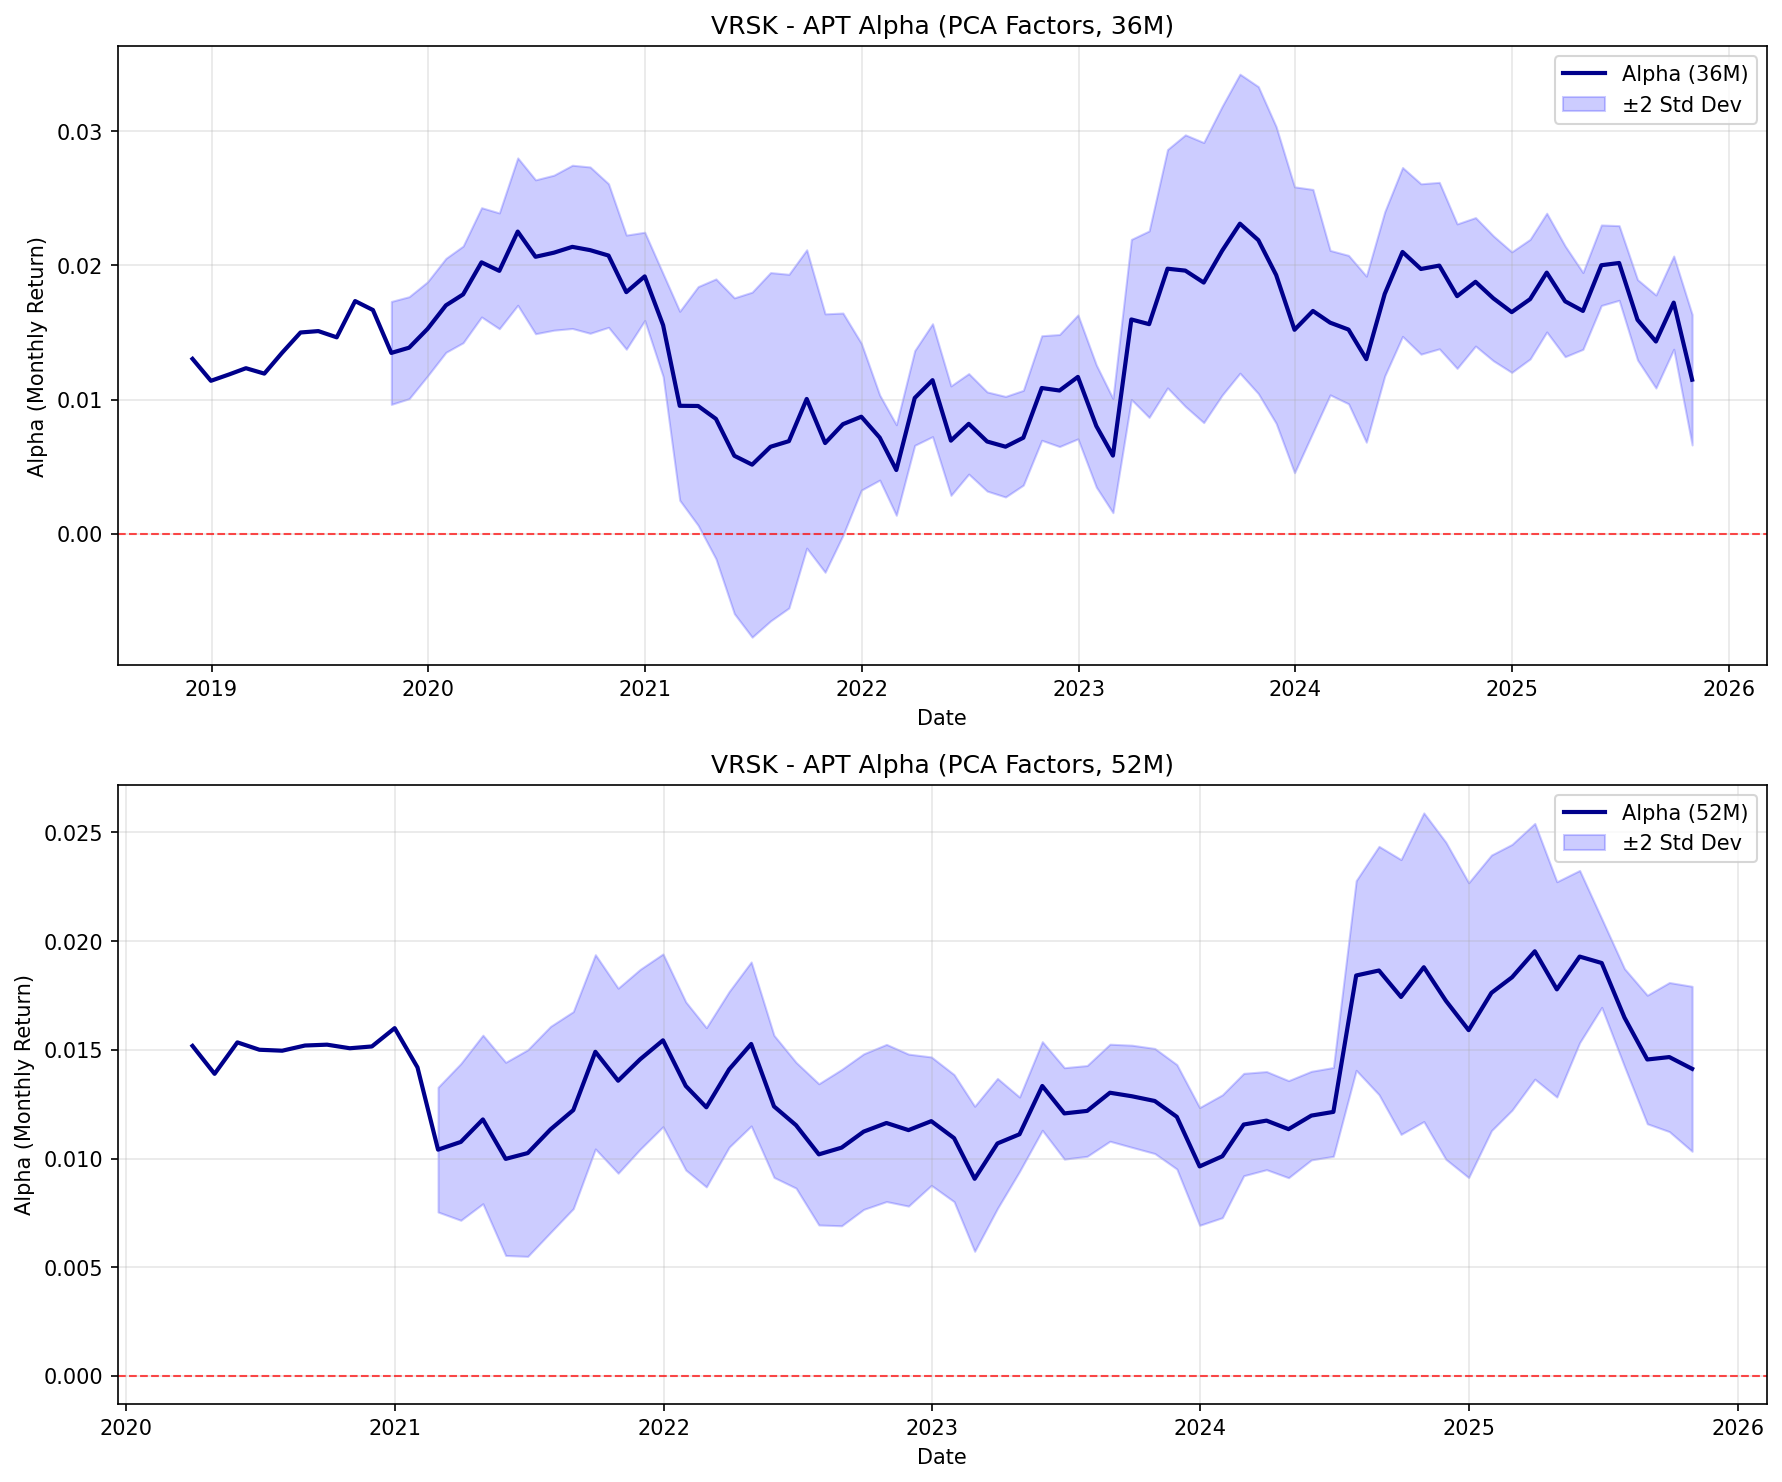 VRSK - APT Alpha (PCA Factors, 36M)
Alpha (36M)
±2 Std Dev
Alpha (Monthly Return)
0.03
0.02
0.01
0.00
2019 2020 2021 2022 2023 2024 2025 2026
Date
VRSK - APT Alpha (PCA Factors, 52M)
Alpha (52M)
±2 Std Dev
Alpha (Monthly Return)
0.025
0.020
0.015
0.010
0.005
0.000
2020 2021 2022 2023 2024 2025 2026
Date